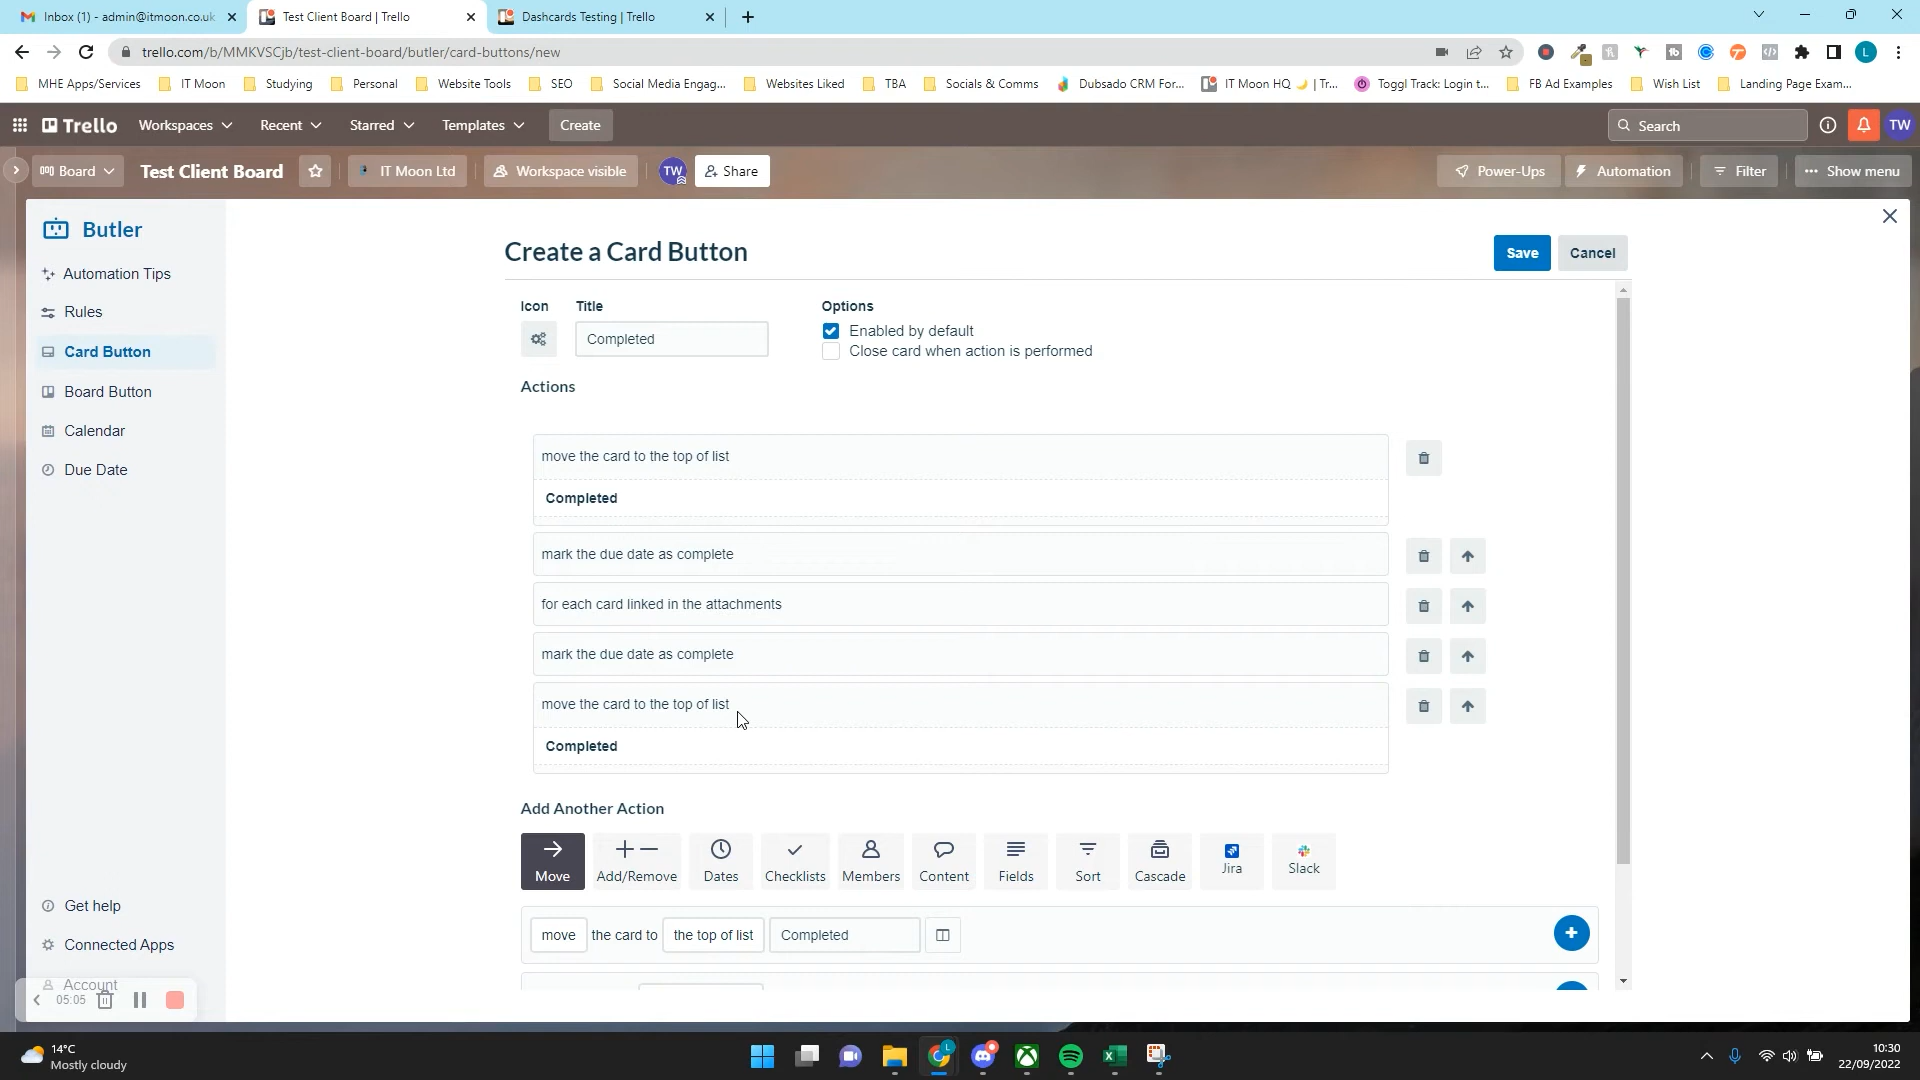 Inbox (1) - admin@itmoon.co.uk
Test Client Board | Trello
Dashcards Testing | Trello
trello.com/b/MMKVSCjb/test-client-board/butler/card-buttons/new
L
MHE Apps/Services
IT Moon
Studying
Personal
Website Tools
SEO
Social Media Engag...
Websites Liked
TBA
Socials & Comms
Dubsado CRM For...
IT Moon HQ 🌙 | Tr...
Toggl Track: Login t...
FB Ad Examples
Wish List
Landing Page Exam...
Trello
Workspaces
Recent
Starred
Templates
Create
Search
TW
Board
Test Client Board
IT Moon Ltd
Workspace visible
TW
Share
Power-Ups
Automation
Filter
Show menu
Butler
Automation Tips
Rules
Card Button
Board Button
Calendar
Due Date
Get help
Connected Apps
Account
05:05
Create a Card Button
Save
Cancel
Icon
Title
Completed
Options
Enabled by default
Close card when action is performed
Actions
move the card to the top of list
Completed
mark the due date as complete
for each card linked in the attachments
mark the due date as complete
move the card to the top of list
Completed
Add Another Action
Move
Add/Remove
Dates
Checklists
Members
Content
Fields
Sort
Cascade
Jira
Slack
move the card to the top of list Completed
14°C
Mostly cloudy
L
10:30
22/09/2022